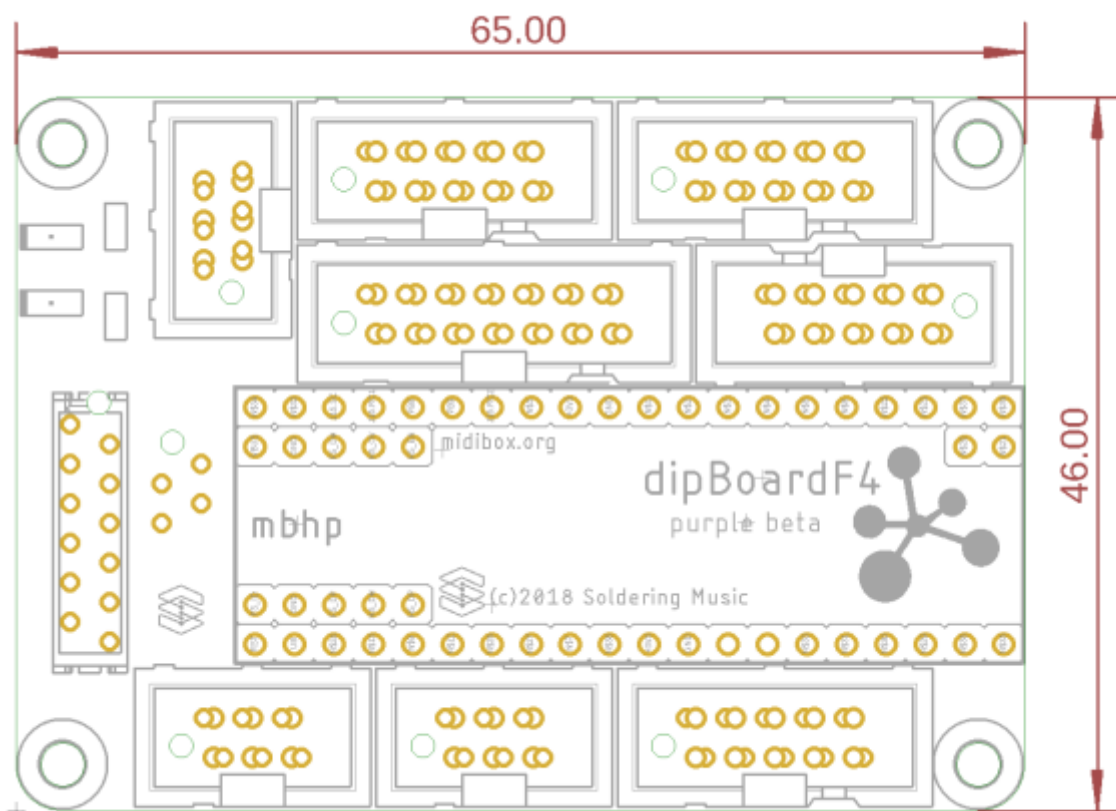 65.00
46.00
midibox.org
dipBoardF4
purple beta
mbhp
(c)2018 Soldering Music